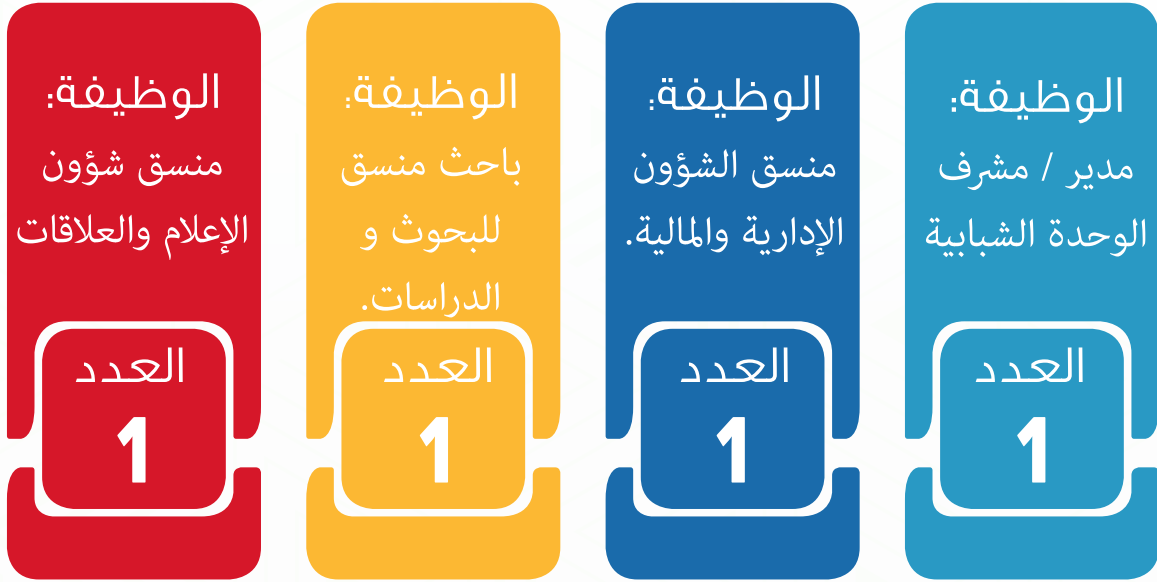 الوظيفة:
مدير / مشرف
الوحدة الشبابية
العدد
1
الوظيفة:
منسق الشؤون
الإدارية والمالية.
العدد
1
الوظيفة:
باحث منسق
للبحوث و
الدراسات.
العدد
1
الوظيفة:
منسق شؤون
الإعلام والعلاقات
العدد
1